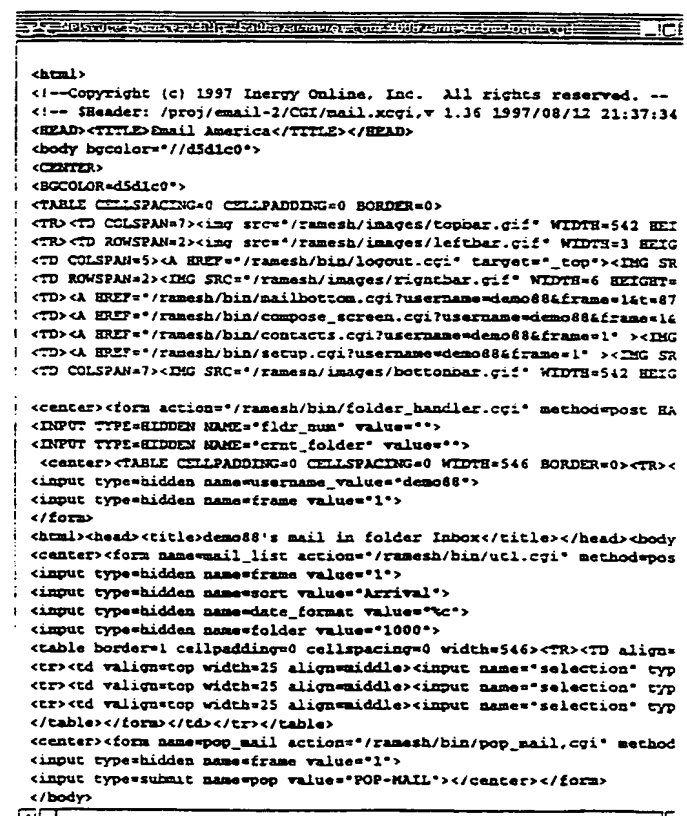 <html>
<!--Copyright (c) 1997 Inergy Online, Inc.  All rights reserved. --
<!-- $Header: /proj/email-2/CGI/mail.xcgi,v 1.36 1997/08/12 21:37:34
<HEAD><TITLE>Email America</TITLE></HEAD>
<body bgcolor="//d5d1c0">
<CENTER>
<BGCOLOR=d5d1c0">
<TABLE CELLSPACING=0 CELLPADDING=0 BORDER=0>
<TR><TD COLSPAN=7><img src="/ramesh/images/topbar.gif" WIDTH=542 HEI
<TR><TD ROWSPAN=2><img src="/ramesh/images/leftbar.gif" WIDTH=3 HEIG
<TD COLSPAN=5><A HREF="/ramesh/bin/logout.cgi" target="_top"><IMG SR
<TD ROWSPAN=2><IMG SRC="/ramesh/images/rightbar.gif" WIDTH=6 HEIGHT=
<TD><A HREF="/ramesh/bin/mailbottom.cgi?username=demo88&frame=1&t=87
<TD><A HREF="/ramesh/bin/compose_screen.cgi?username=demo88&frame=1&
<TD><A HREF="/ramesh/bin/contacts.cgi?username=demo88&frame=1" ><IMG
<TD><A HREF="/ramesh/bin/setup.cgi?username=demo88&frame=1" ><IMG SR
<TD COLSPAN=7><IMG SRC="/ramesh/images/bottonbar.gif" WIDTH=542 HEIG
<center><form action="/ramesh/bin/folder_handler.cgi" method=post HA
<INPUT TYPE=HIDDEN NAME="fldr_num" value="">
<INPUT TYPE=HIDDEN NAME="crnt_folder" value="">
<center><TABLE CELLPADDING=0 CELLSPACING=0 WIDTH=546 BORDER=0><TR><
<input type=hidden name=username_value="demo88">
<input type=hidden name=frame value="1">
</form>
<html><head><title>demo88's mail in folder Inbox</title></head><body
<center><form name=mail_list action="/ramesh/bin/utl.cgi" method=pos
<input type=hidden name=frame value="1">
<input type=hidden name=sort value="Arrival">
<input type=hidden name=date_format value="%c">
<input type=hidden name=folder value="1000">
<table border=1 cellpadding=0 cellspacing=0 width=546><TR><TD align=
<tr><td valign=top width=25 align=middle><input name="selection" typ
<tr><td valign=top width=25 align=middle><input name="selection" typ
<tr><td valign=top width=25 align=middle><input name="selection" typ
</table></form></td></tr></table>
<center><form name=pop_mail action="/ramesh/bin/pop_mail,cgi" method
<input type=hidden name=frame value="1">
<input type=submit name=pop value="POP-MAIL"></center></form>
</body>